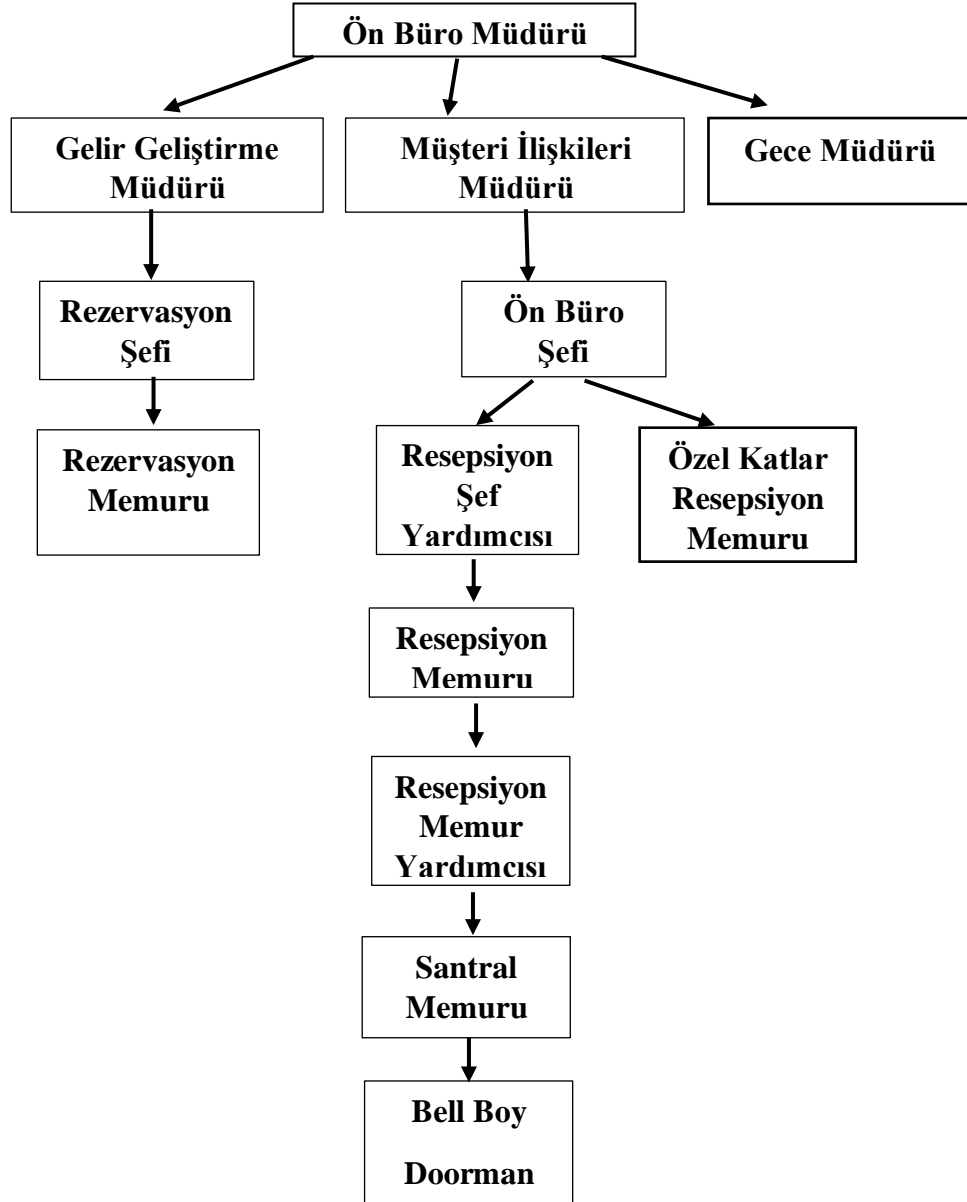 Ön Büro Müdürü
Gelir Geliştirme
Müdürü
Müşteri İlişkileri
Müdürü
Gece Müdürü
Rezervasyon
Şefi
Ön Büro
Şefi
Rezervasyon
Memuru
Resepsiyon
Şef
Yardımcısı
Özel Katlar
Resepsiyon
Memuru
Resepsiyon
Memuru
Resepsiyon
Memur
Yardımcısı
Santral
Memuru
Bell Boy
Doorman